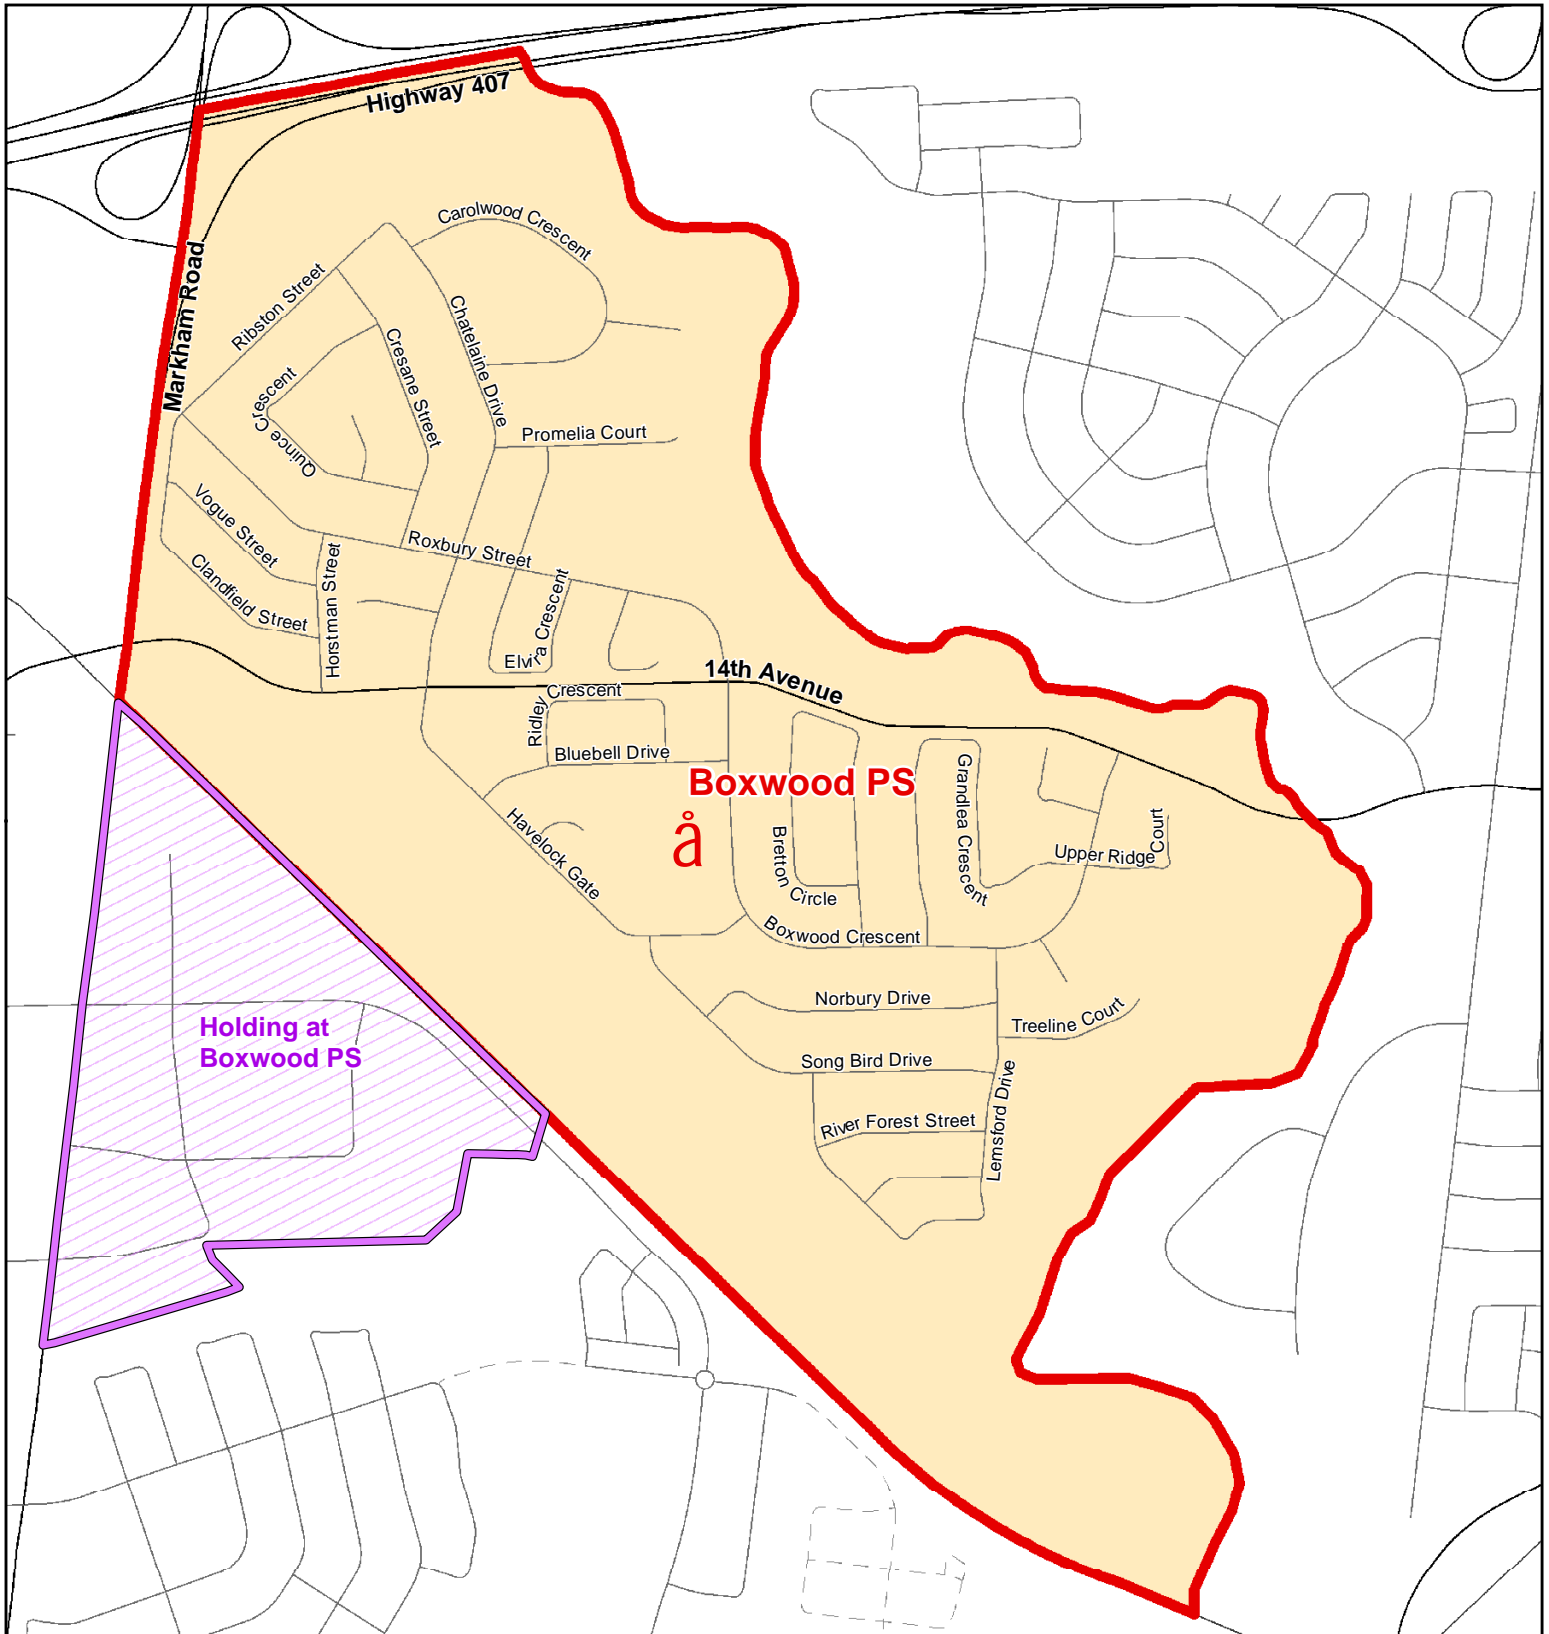 Highway 407
Carolwood Crescent
Markham Road
Ribston Street
Chatelaine Drive
Cresane Street
Quince Crescent
Promelia Court
Vogue Street
Roxbury Street
Clandfield Street
Horstman Street
Elvira Crescent
14th Avenue
Ridley Crescent
Bluebell Drive
Boxwood PS
å
Grandlea Crescent
Havelock Gate
Bretton Circle
Upper Ridge Court
Boxwood Crescent
Norbury Drive
Treeline Court
Holding at
Boxwood PS
Song Bird Drive
Lemsford Drive
River Forest Street